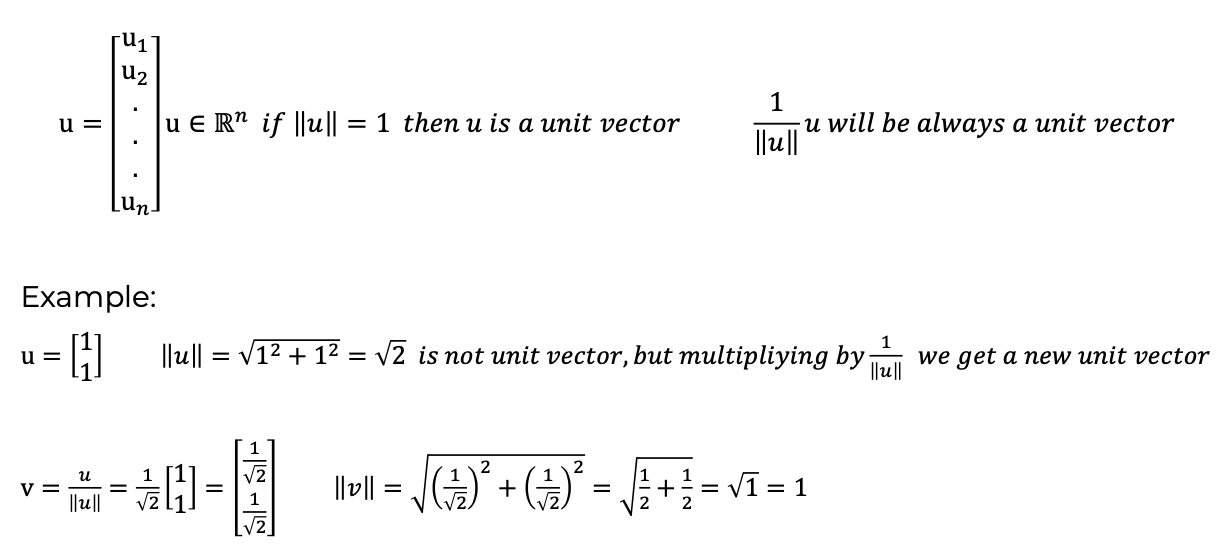 u = [u₁ u₂ . . . uₙ] u ∈ ℝⁿ if ‖u‖ = 1 then u is a unit vector    1/‖u‖ u will be always a unit vector
Example:
u = [1 1]    ‖u‖ = √(1² + 1²) = √2 is not unit vector, but multipliying by 1/‖u‖ we get a new unit vector
v = u/‖u‖ = 1/√2 [1 1] = [1/√2 1/√2]    ‖v‖ = √((1/√2)² + (1/√2)²) = √(1/2 + 1/2) = √1 = 1